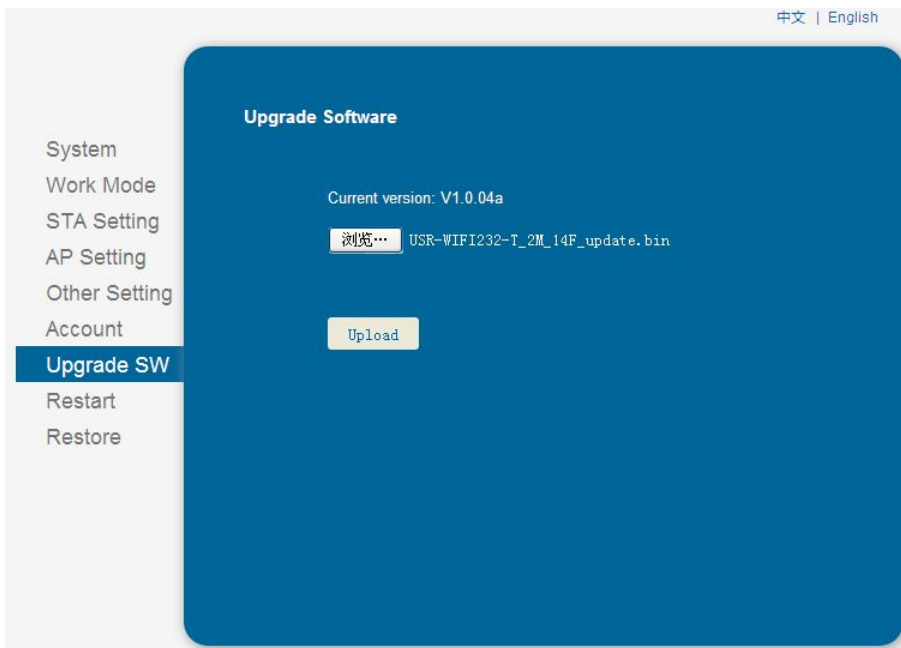 中文 | English
Upgrade Software
System
Work Mode
STA Setting
AP Setting
Other Setting
Account
Upgrade SW
Restart
Restore
Current version: V1.0.04a
浏览… USR-WIFI232-T_2M_14F_update.bin
Upload